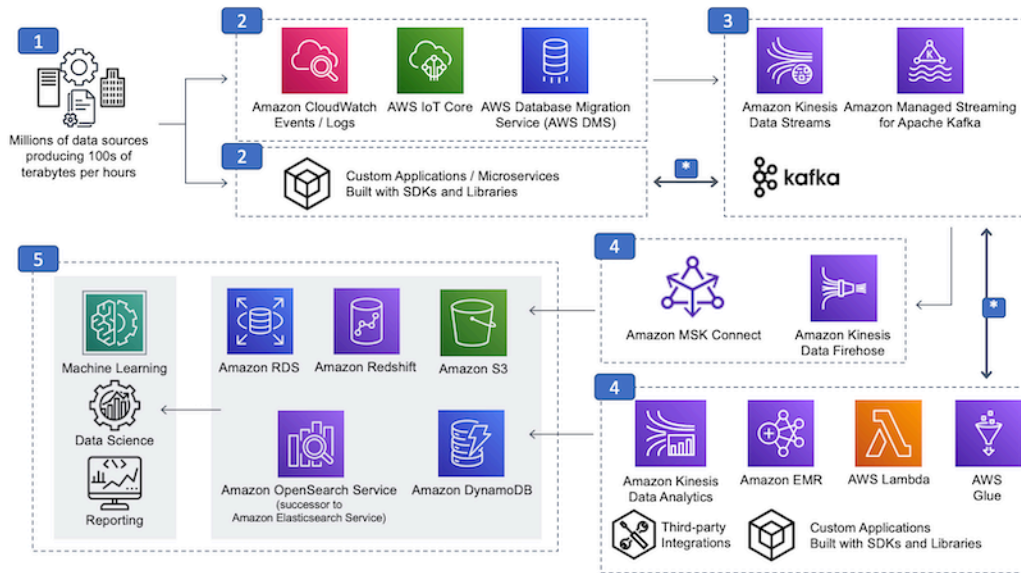 1
Millions of data sources
producing 100s of
terabytes per hours
2
Amazon CloudWatch
Events / Logs
AWS IoT Core
AWS Database Migration
Service (AWS DMS)
2
Custom Applications / Microservices
Built with SDKs and Libraries
*
3
Amazon Kinesis
Data Streams
K
Amazon Managed Streaming
for Apache Kafka
kafka
*
4
Amazon MSK Connect
Amazon Kinesis
Data Firehose
4
Amazon Kinesis
Data Analytics
Amazon EMR
AWS Lambda
AWS
Glue
Third-party
Integrations
Custom Applications
Built with SDKs and Libraries
5
Machine Learning
Data Science
Reporting
Amazon RDS
Amazon Redshift
Amazon S3
Amazon OpenSearch Service
(successor to
Amazon Elasticsearch Service)
Amazon DynamoDB